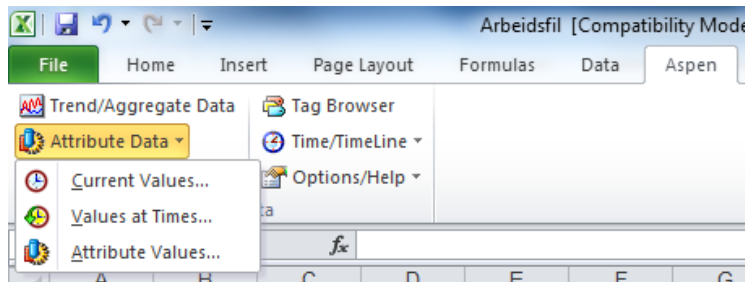 Arbeidsfil [Compatibility Mode
File Home Insert Page Layout Formulas Data Aspen
Trend/Aggregate Data Tag Browser
Attribute Data Time/TimeLine
Current Values... Options/Help
Values at Times... ta
Attribute Values... fx
A B C D E F G